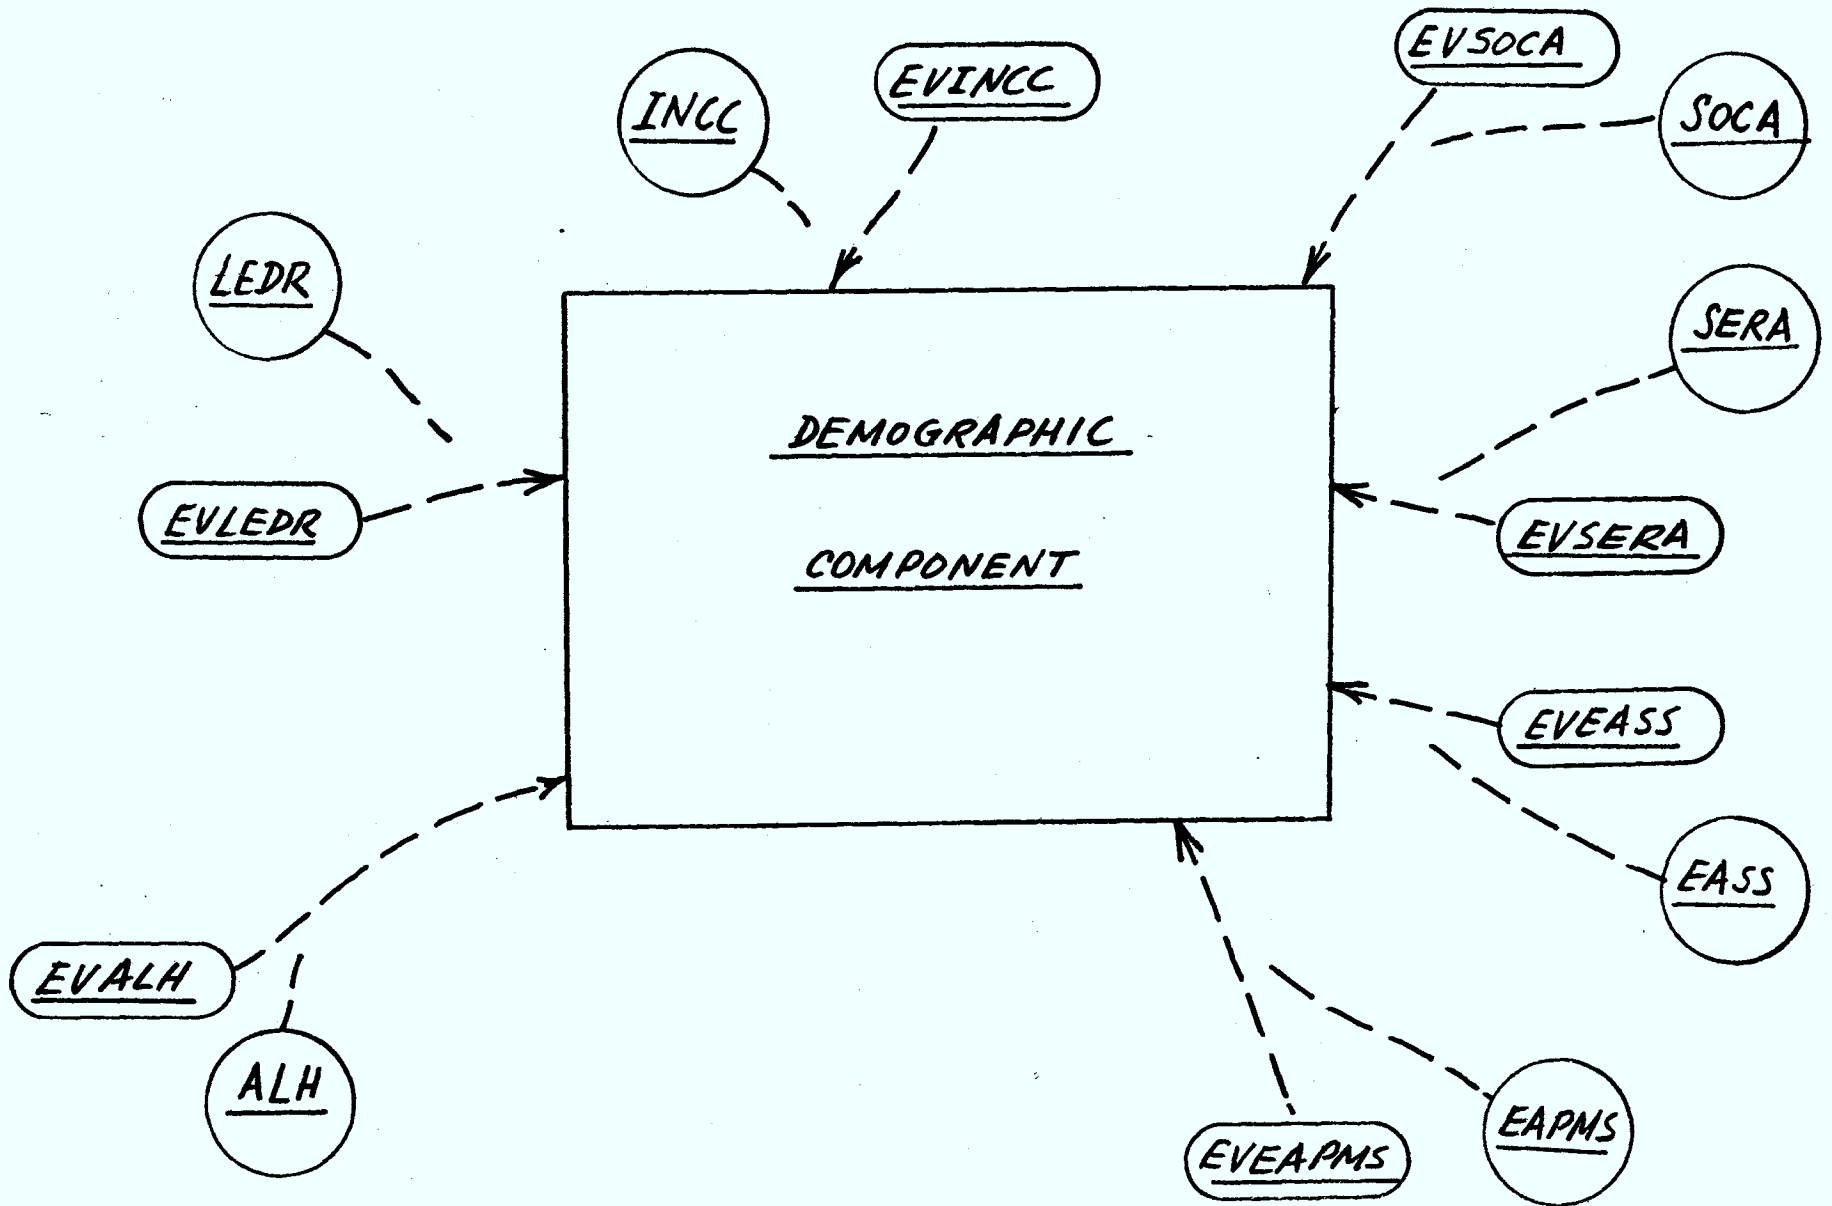 EVSOCA
INCC
EVINCC
SOCA
LEDR
SERA
DEMOGRAPHIC
EVLEDR
EVSERA
COMPONENT
EVEASS
EASS
EVALH
ALH
EVEAPMS
EAPMS